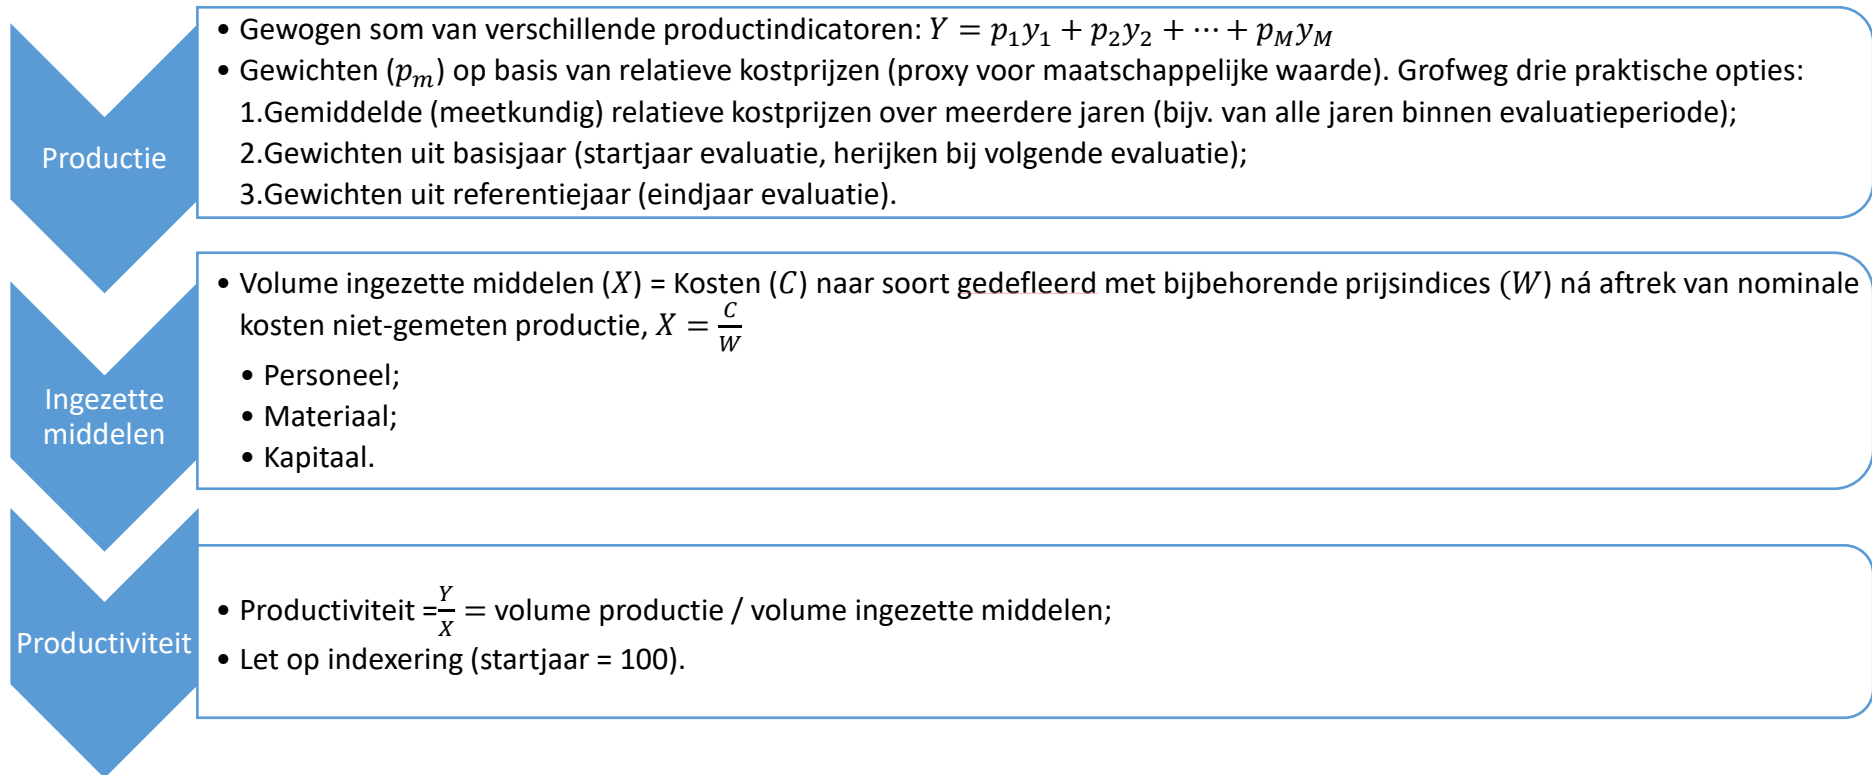 Productie
• Gewogen som van verschillende productindicatoren: Y = p₁y₁ + p₂y₂ + ⋯ + p_M y_M
• Gewichten (p_m) op basis van relatieve kostprijzen (proxy voor maatschappelijke waarde). Grofweg drie praktische opties:
1.Gemiddelde (meetkundig) relatieve kostprijzen over meerdere jaren (bijv. van alle jaren binnen evaluatieperiode);
2.Gewichten uit basisjaar (startjaar evaluatie, herijken bij volgende evaluatie);
3.Gewichten uit referentiejaar (eindjaar evaluatie).
Ingezette
middelen
• Volume ingezette middelen (X) = Kosten (C) naar soort gedefleerd met bijbehorende prijsindices (W) ná aftrek van nominale
kosten niet-gemeten productie, X = C/W
• Personeel;
• Materiaal;
• Kapitaal.
Productiviteit
• Productiviteit =Y/X = volume productie / volume ingezette middelen;
• Let op indexering (startjaar = 100).